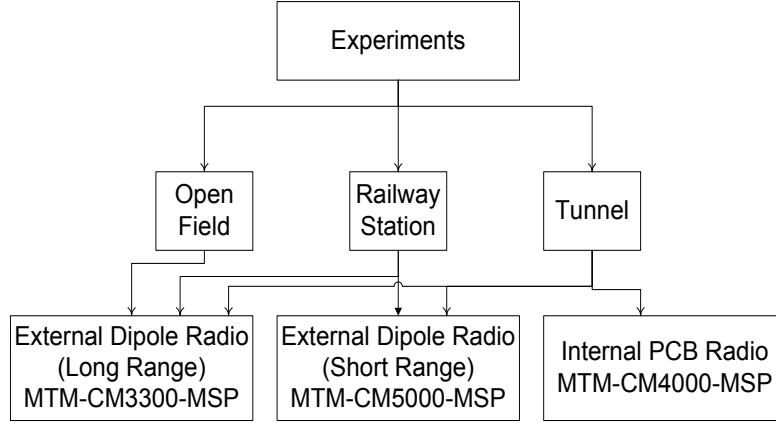 Experiments
Open
Field
Railway
Station
Tunnel
External Dipole Radio
(Long Range)
MTM-CM3300-MSP
External Dipole Radio
(Short Range)
MTM-CM5000-MSP
Internal PCB Radio
MTM-CM4000-MSP